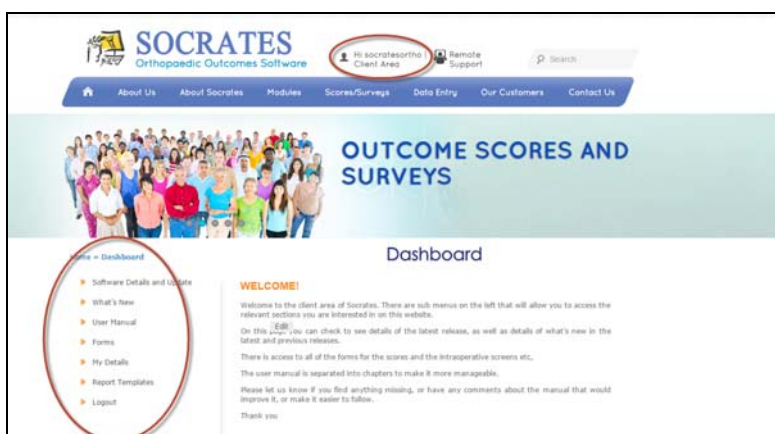 SOCRATES
Orthopaedic Outcomes Software
Hi socratesortho !
Client Area
Remote
Support
Search
About Us
About Socrates
Modules
Scores/Surveys
Data Entry
Our Customers
Contact Us
OUTCOME SCORES AND
SURVEYS
Home » Dashboard
Dashboard
Software Details and Update
What's New
User Manual
Forms
My Details
Report Templates
Logout
WELCOME!
Welcome to the client area of Socrates. There are sub menus on the left that will allow you to access the
relevant sections you are interested in on this website.
On this page you can check to see details of the latest release, as well as details of what's new in the
Edit
latest and previous releases.
There is access to all of the forms for the scores and the intraoperative screens etc,
The user manual is separated into chapters to make it more manageable.
Please let us know if you find anything missing, or have any comments about the manual that would
improve it, or make it easier to follow.
Thank you